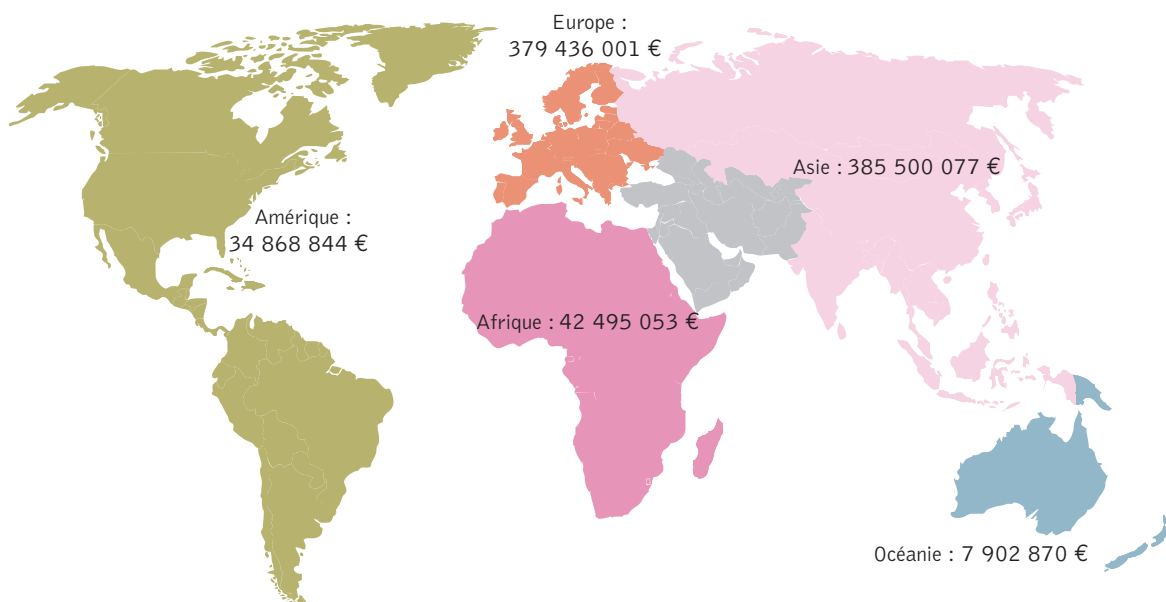 Europe :
379 436 001 €
Asie : 385 500 077 €
Amérique :
34 868 844 €
Afrique : 42 495 053 €
Océanie : 7 902 870 €